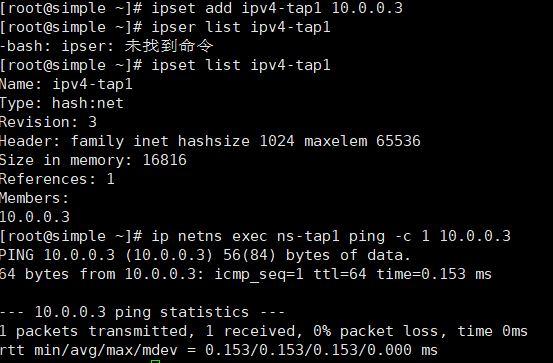 [root@simple ~]# ipset add ipv4-tap1 10.0.0.3
[root@simple ~]# ipser list ipv4-tap1
-bash: ipser: 未找到命令
[root@simple ~]# ipset list ipv4-tap1
Name: ipv4-tap1
Type: hash:net
Revision: 3
Header: family inet hashsize 1024 maxelem 65536
Size in memory: 16816
References: 1
Members:
10.0.0.3
[root@simple ~]# ip netns exec ns-tap1 ping -c 1 10.0.0.3
PING 10.0.0.3 (10.0.0.3) 56(84) bytes of data.
64 bytes from 10.0.0.3: icmp_seq=1 ttl=64 time=0.153 ms
--- 10.0.0.3 ping statistics ---
1 packets transmitted, 1 received, 0% packet loss, time 0ms
rtt min/avg/max/mdev = 0.153/0.153/0.153/0.000 ms